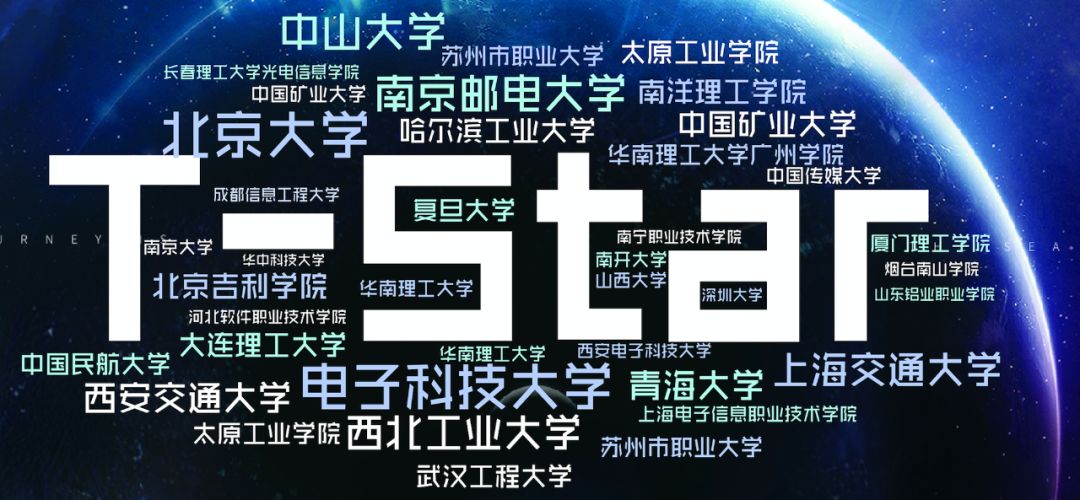 中山大学
苏州市职业大学
太原工业学院
长春理工大学光电信息学院
中国矿业大学
南京邮电大学
南洋理工学院
北京大学
哈尔滨工业大学
中国矿业大学
华南理工大学广州学院
中国传媒大学
T-Star
成都信息工程大学
复旦大学
URNEY
SEA
南京大学
华中科技大学
南宁职业技术学院
南开大学
山西大学
厦门理工学院
烟台南山学院
北京吉利学院
华南理工大学
深圳大学
山东铝业职业学院
河北软件职业技术学院
中国民航大学
大连理工大学
华南理工大学
西安电子科技大学
西安交通大学
电子科技大学
青海大学
上海交通大学
上海电子信息职业技术学院
太原工业学院
西北工业大学
苏州市职业大学
武汉工程大学